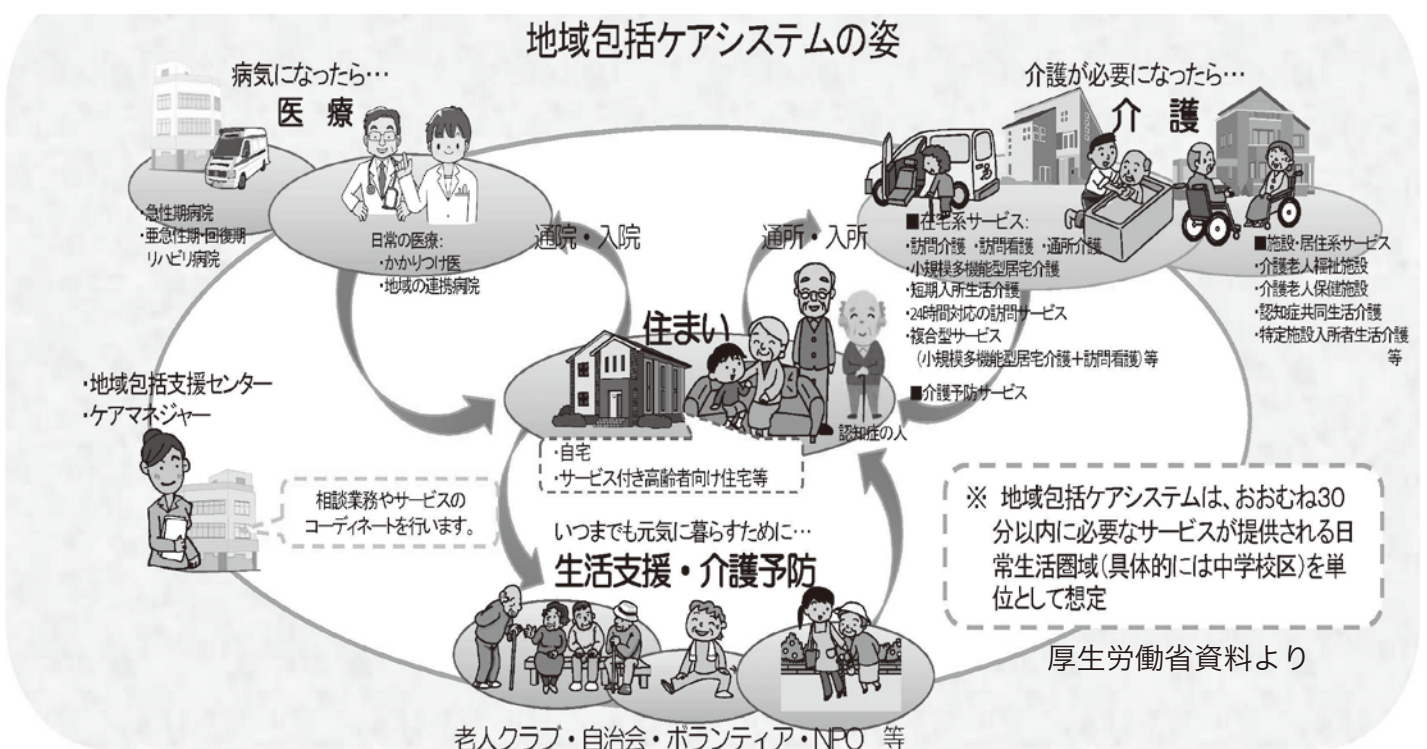 地域包括ケアシステムの姿
病気になったら…
医療
介護が必要になったら…
介護
・急性期病院
・亜急性期・回復期
リハビリ病院
日常の医療:
・かかりつけ医
・地域の連携病院
通院・入院
通所・入所
■在宅系サービス:
・訪問介護 ・訪問看護 ・通所介護
・小規模多機能型居宅介護
・短期入所生活介護
・24時間対応の訪問サービス
・複合型サービス
(小規模多機能型居宅介護+訪問看護)等
■介護予防サービス
■施設・居住系サービス
・介護老人福祉施設
・介護老人保健施設
・認知症共同生活介護
・特定施設入所者生活介護
等
住まい
認知症の人
・自宅
・サービス付き高齢者向け住宅等
・地域包括支援センター
・ケアマネジャー
相談業務やサービスの
コーディネートを行います。
いつまでも元気に暮らすために…
生活支援・介護予防
老人クラブ・自治会・ボランティア・NPO 等
※ 地域包括ケアシステムは、おおむね30
分以内に必要なサービスが提供される日
常生活圏域(具体的には中学校区)を単
位として想定
厚生労働省資料より